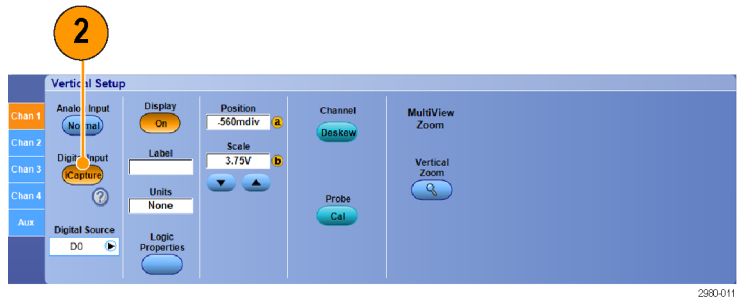 2
Vertical Setup
Chan 1
Chan 2
Chan 3
Chan 4
Aux
Analog Input
Normal
Digital Input
iCapture
?
Digital Source
D0
Display
On
Label
Units
None
Logic
Properties
Position
-560mdiv
a
Scale
3.75V
b
Channel
Deskew
Probe
Cal
MultiView
Zoom
Vertical
Zoom
2980-011